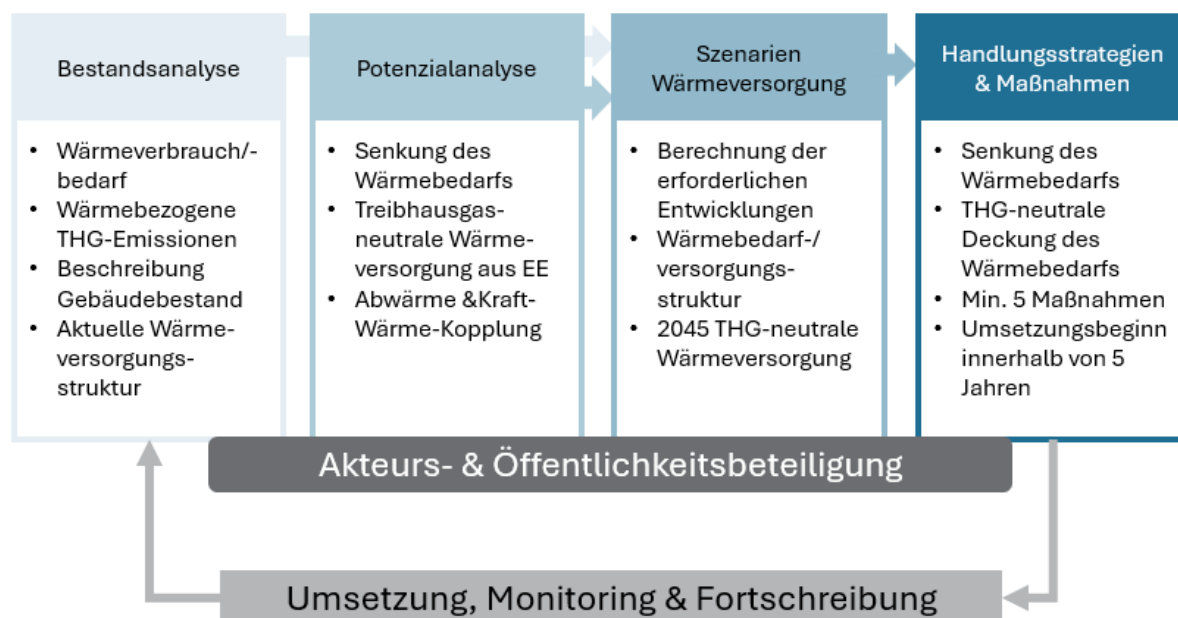 Bestandsanalyse
• Wärmeverbrauch/-
bedarf
• Wärmebezogene
THG-Emissionen
• Beschreibung
Gebäudebestand
• Aktuelle Wärme-
versorgungs-
struktur
Potenzialanalyse
• Senkung des
Wärmebedarfs
• Treibhausgas-
neutrale Wärme-
versorgung aus EE
• Abwärme &Kraft-
Wärme-Kopplung
Szenarien
Wärmeversorgung
• Berechnung der
erforderlichen
Entwicklungen
• Wärmebedarf-/
versorgungs-
struktur
• 2045 THG-neutrale
Wärmeversorgung
Handlungsstrategien
& Maßnahmen
• Senkung des
Wärmebedarfs
• THG-neutrale
Deckung des
Wärmebedarfs
• Min. 5 Maßnahmen
• Umsetzungsbeginn
innerhalb von 5
Jahren
Akteurs- & Öffentlichkeitsbeteiligung
Umsetzung, Monitoring & Fortschreibung